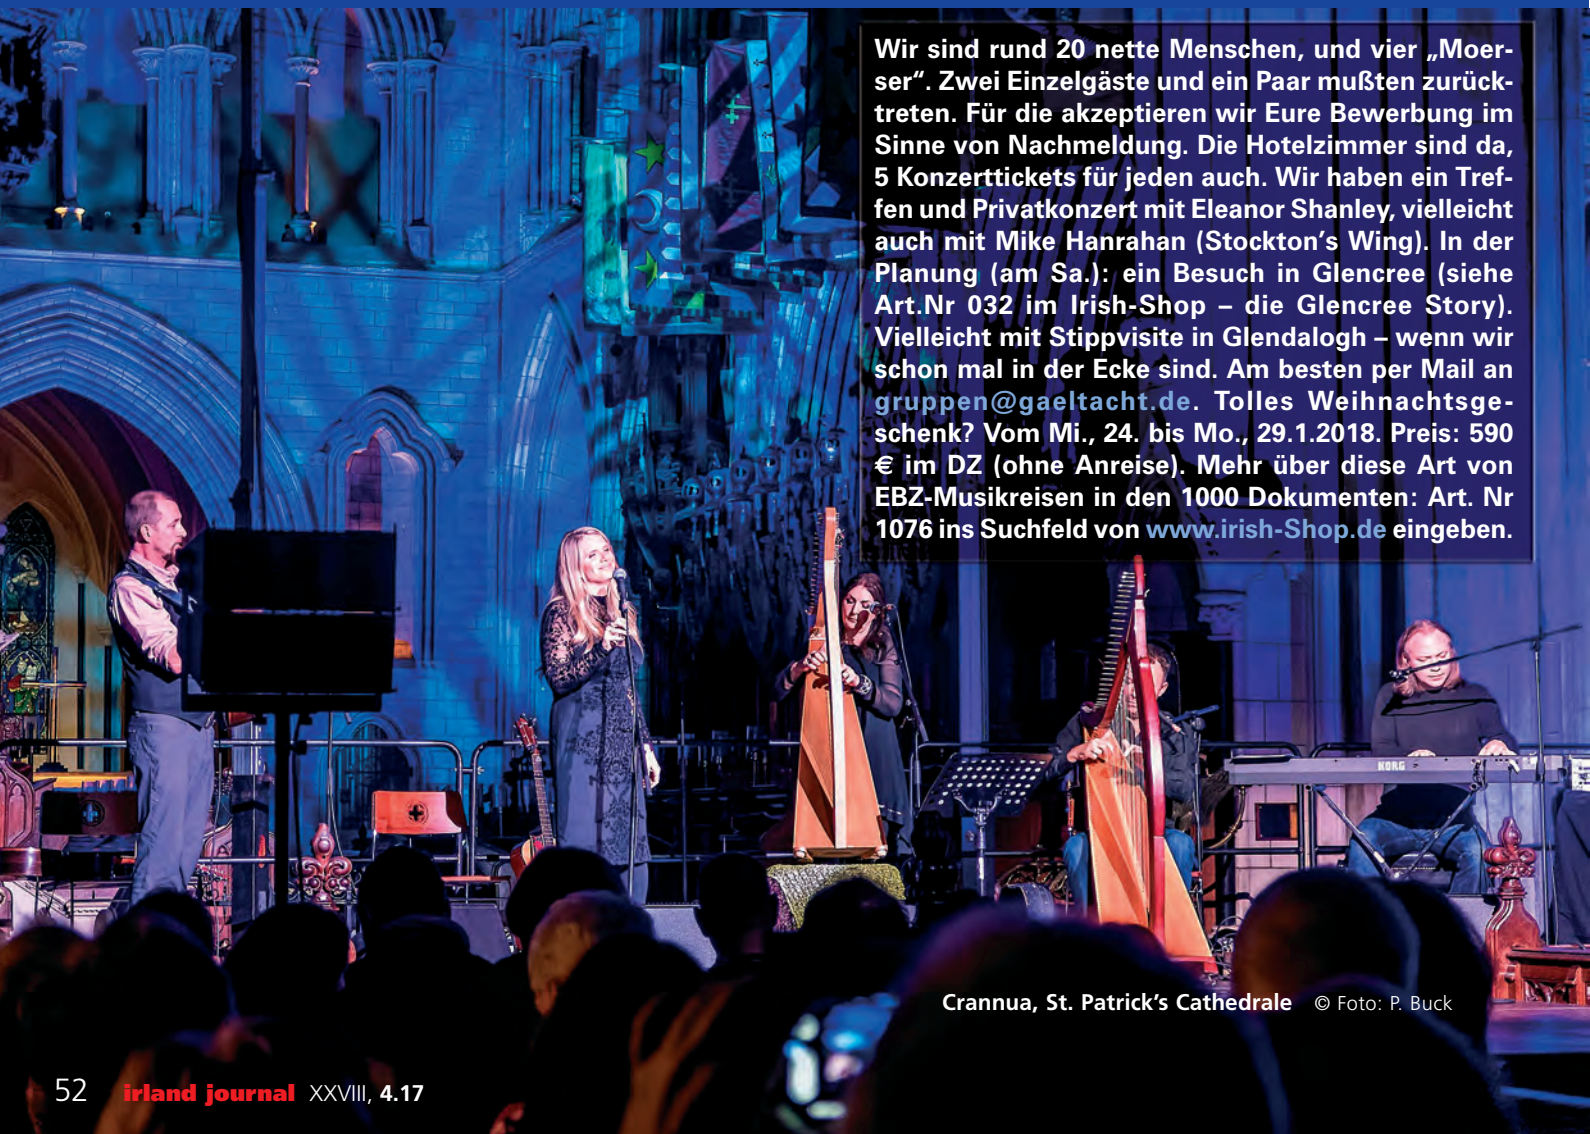 Wir sind rund 20 nette Menschen, und vier „Moer-
ser“. Zwei Einzelgäste und ein Paar mußten zurück-
treten. Für die akzeptieren wir Eure Bewerbung im
Sinne von Nachmeldung. Die Hotelzimmer sind da,
5 Konzerttickets für jeden auch. Wir haben ein Tref-
fen und Privatkonzert mit Eleanor Shanley, vielleicht
auch mit Mike Hanrahan (Stockton’s Wing). In der
Planung (am Sa.): ein Besuch in Glencree (siehe
Art.Nr 032 im Irish-Shop – die Glencree Story).
Vielleicht mit Stippvisite in Glendalogh – wenn wir
schon mal in der Ecke sind. Am besten per Mail an
gruppen@gaeltacht.de. Tolles Weihnachtsge-
schenk? Vom Mi., 24. bis Mo., 29.1.2018. Preis: 590
€ im DZ (ohne Anreise). Mehr über diese Art von
EBZ-Musikreisen in den 1000 Dokumenten: Art. Nr
1076 ins Suchfeld von www.irish-Shop.de eingeben.
KORG
Crannua, St. Patrick’s Cathedrale © Foto: P. Buck
52 irland journal XXVIII, 4.17